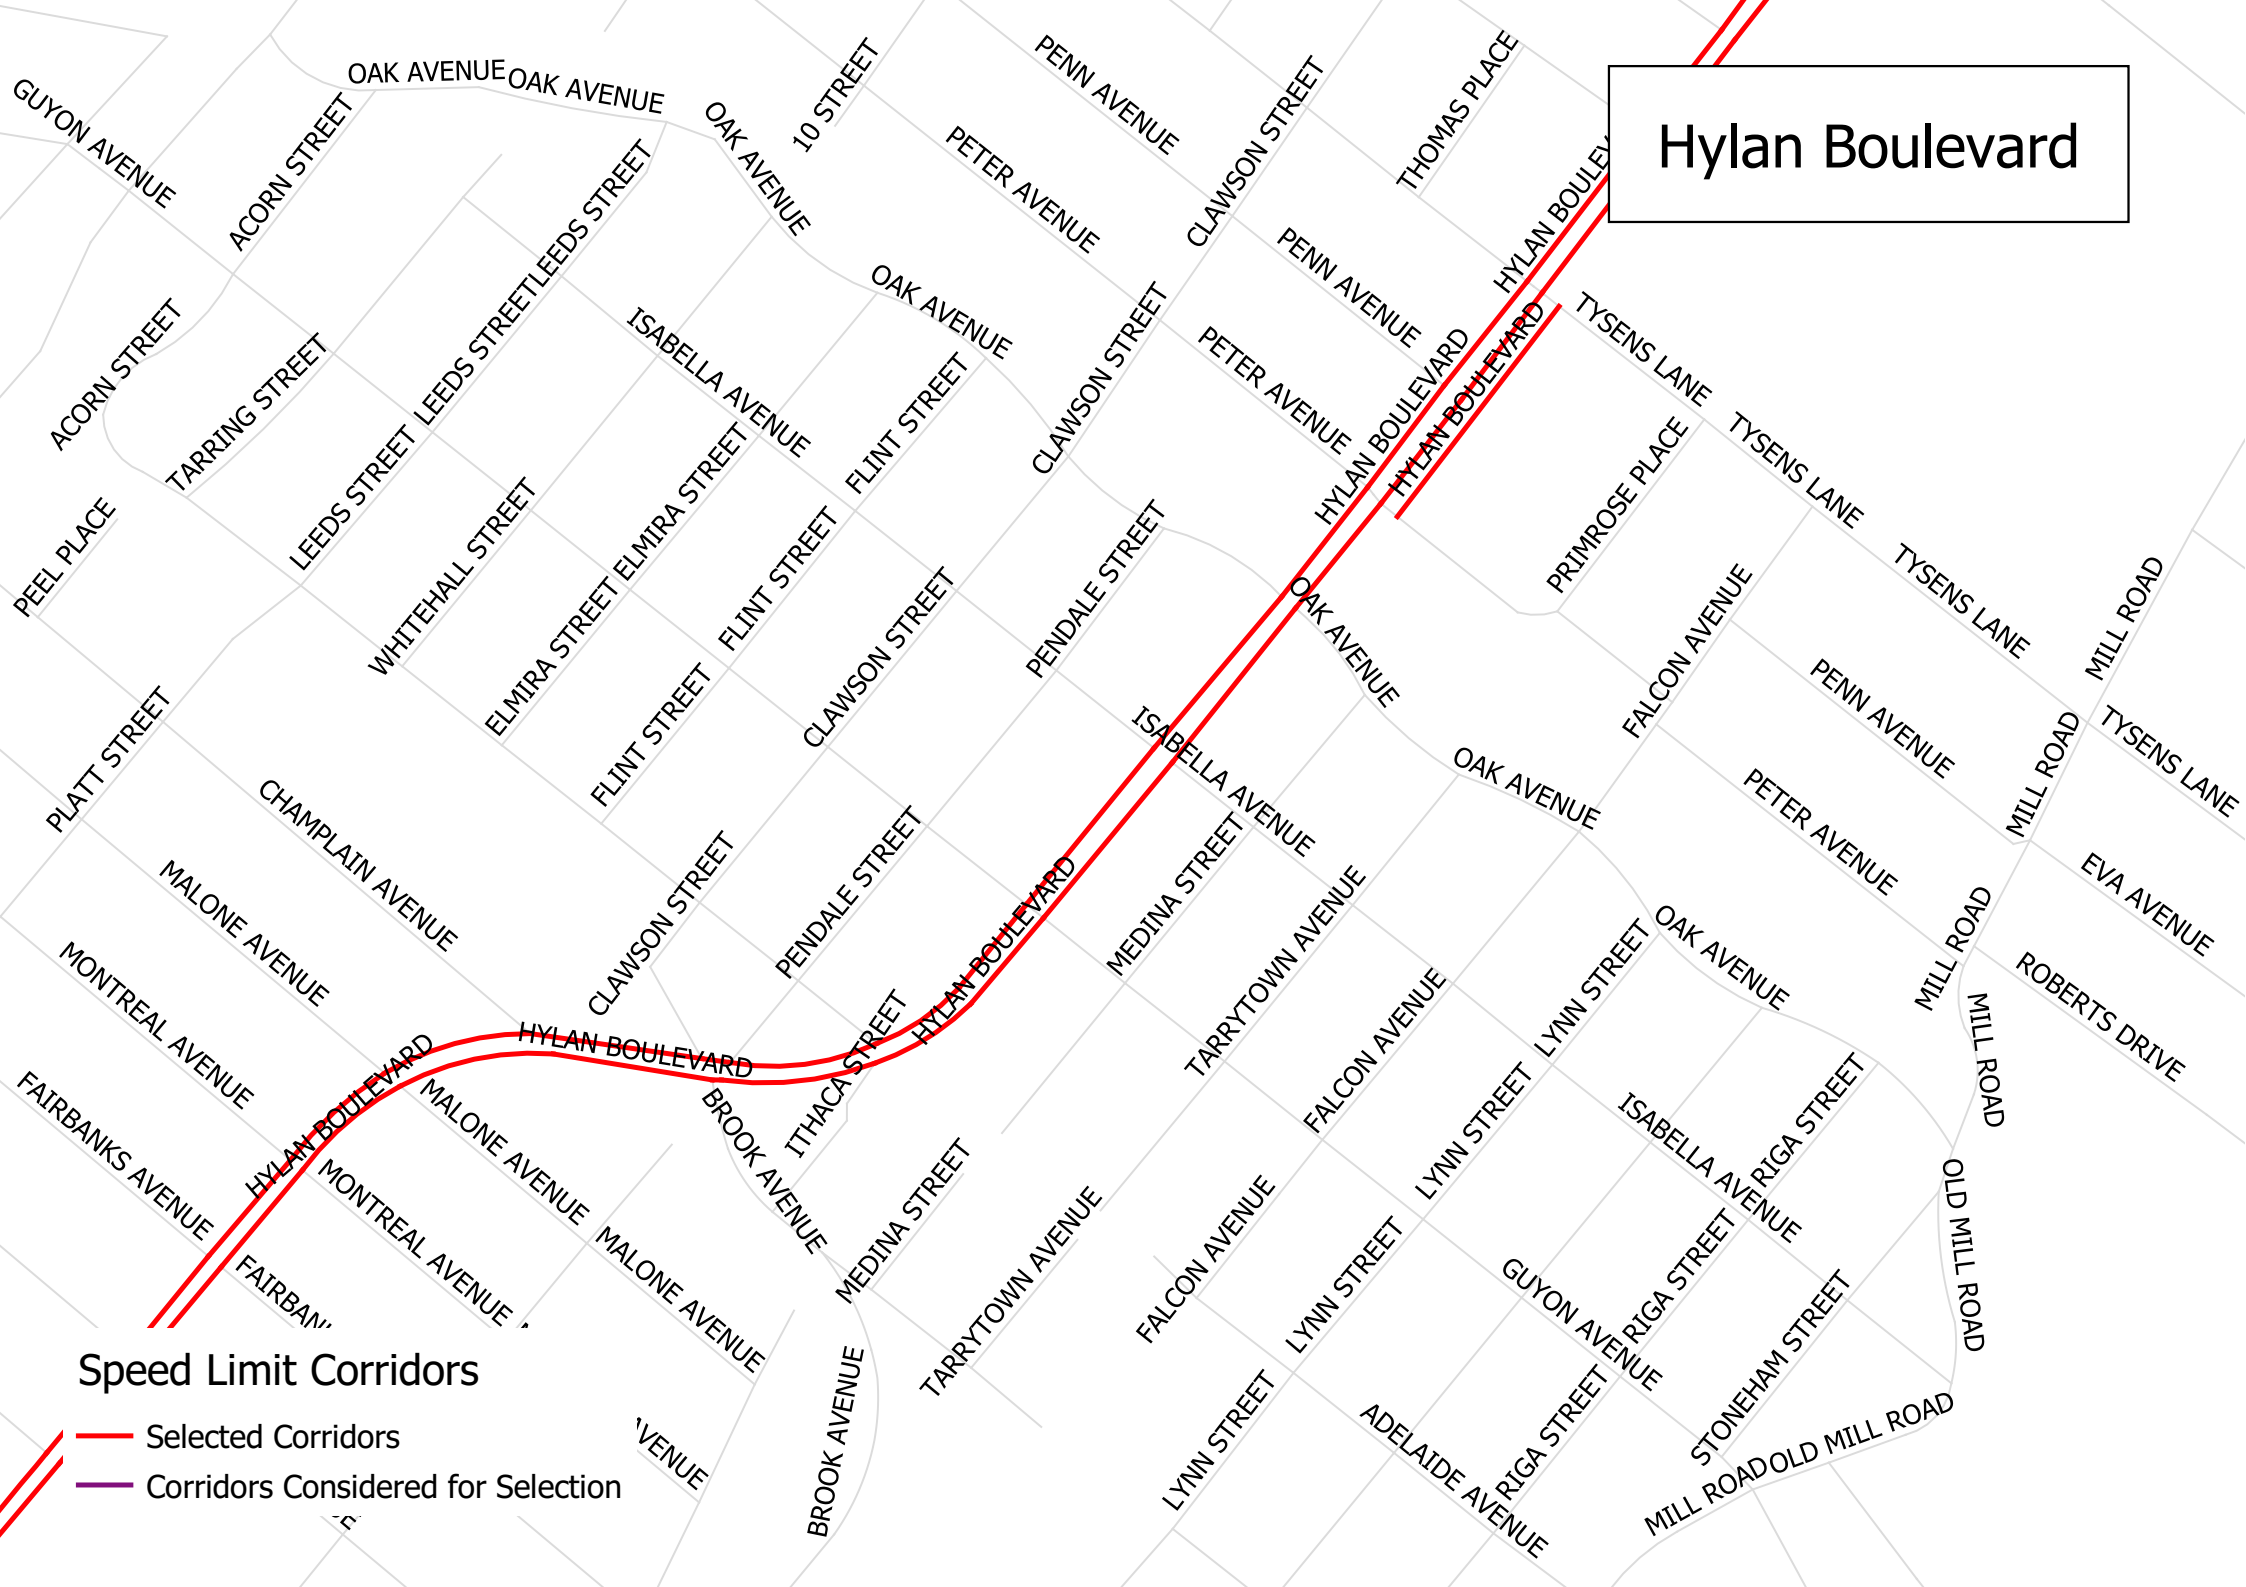 Hylan Boulevard
OAK AVENUE
OAK AVENUE
OAK AVENUE
10 STREET
PENN AVENUE
THOMAS PLACE
CLAWSON STREET
GUYON AVENUE
ACORN STREET
LEEDS STREET
PETER AVENUE
HYLAN BOULEV
PENN AVENUE
OAK AVENUE
ACORN STREET
TARRING STREET
LEEDS STREET
ISABELLA AVENUE
CLAWSON STREET
PETER AVENUE
HYLAN BOULEVARD
HYLAN BOULEVARD
TYSENS LANE
FLINT STREET
LEEDS STREET
TYSENS LANE
PRIMROSE PLACE
PEEL PLACE
WHITEHALL STREET
ELMIRA STREET
FLINT STREET
CLAWSON STREET
PENDALE STREET
OAK AVENUE
FALCON AVENUE
TYSENS LANE
MILL ROAD
ELMIRA STREET
FLINT STREET
PLATT STREET
ISABELLA AVENUE
PENN AVENUE
MILL ROAD
TYSENS LANE
CHAMPLAIN AVENUE
OAK AVENUE
PETER AVENUE
MALONE AVENUE
CLAWSON STREET
PENDALE STREET
MEDINA STREET
TARRYTOWN AVENUE
EVA AVENUE
HYLAN BOULEVARD
MONTREAL AVENUE
LYNN STREET
OAK AVENUE
MILL ROAD
ROBERTS DRIVE
FALCON AVENUE
ITHACA STREET
MILL ROAD
HYLAN BOULEVARD
HYLAN BOULEVARD
FAIRBANKS AVENUE
MALONE AVENUE
BROOK AVENUE
LYNN STREET
RIGA STREET
ISABELLA AVENUE
MONTREAL AVENUE
MEDINA STREET
TARRYTOWN AVENUE
FALCON AVENUE
OLD MILL ROAD
MALONE AVENUE
LYNN STREET
RIGA STREET
GUYON AVENUE
STONEHAM STREET
FAIRBAN
BROOK AVENUE
LYNN STREET
RIGA STREET
ADELAIDE AVENUE
OLD MILL ROAD
MILL ROAD
VENUE
Speed Limit Corridors
Selected Corridors
Corridors Considered for Selection